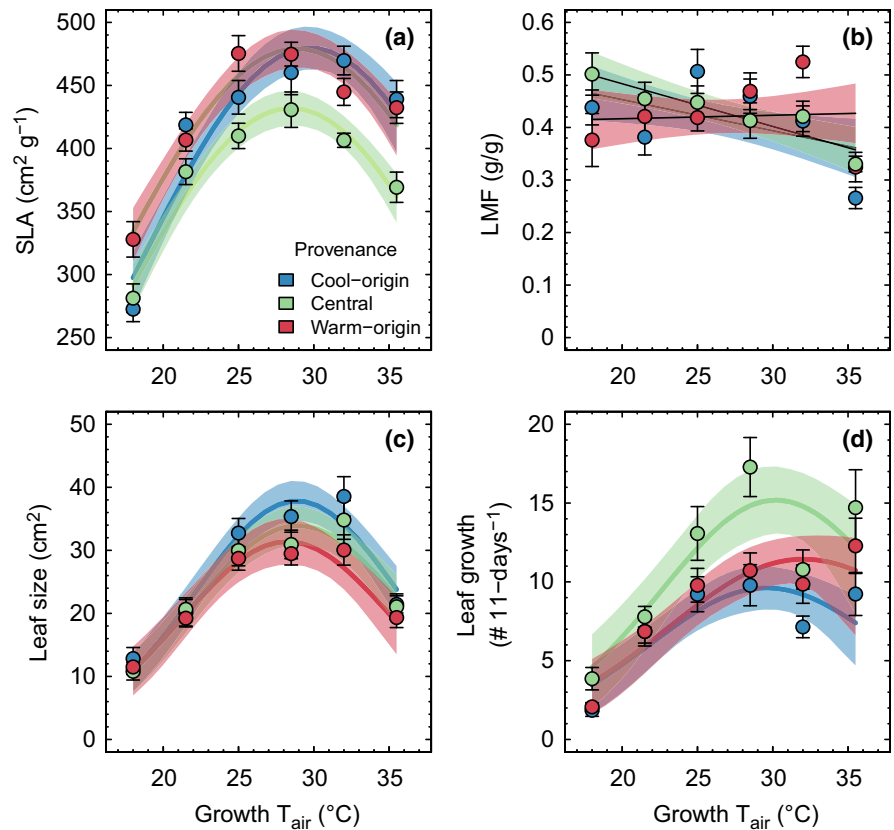 (a)
500
450
400
350
300
250
SLA (cm² g⁻¹)
Provenance
Cool−origin
Central
Warm−origin
20 25 30 35
(b)
0.6
0.5
0.4
0.3
0.2
0.1
0
LMF (g/g)
20 25 30 35
(c)
50
40
30
20
10
0
Leaf size (cm²)
20 25 30 35
Growth Tair (°C)
(d)
20
15
10
5
0
Leaf growth
(# 11−days⁻¹)
20 25 30 35
Growth Tair (°C)